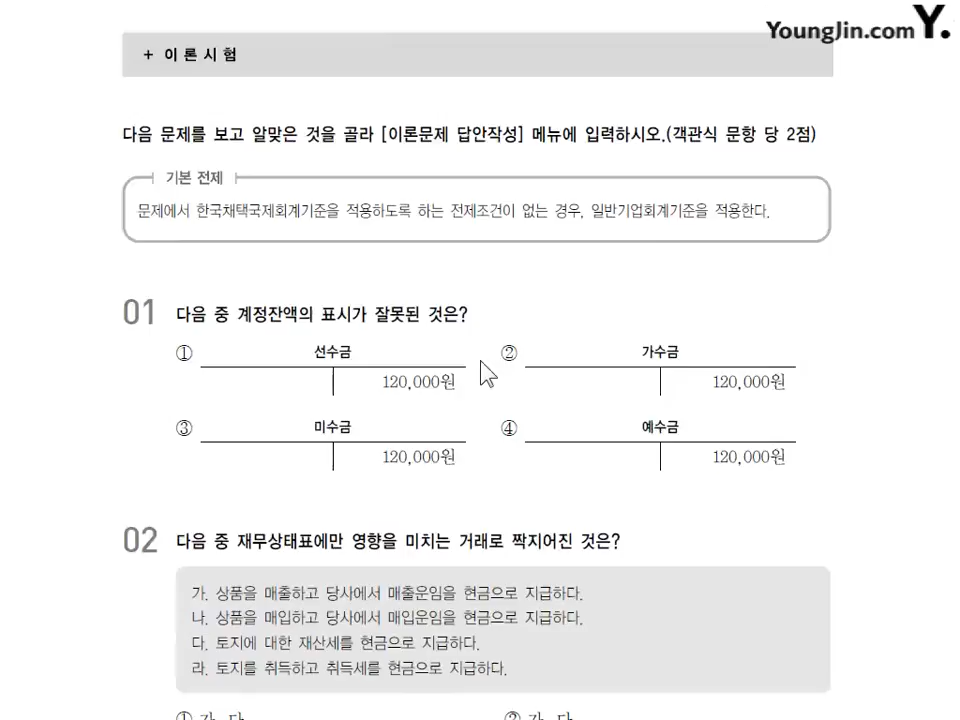 YoungJin.com Y.
+ 이론시험
다음 문제를 보고 알맞은 것을 골라 [이론문제 답안작성] 메뉴에 입력하시오.(객관식 문항 당 2점)
기본 전제
문제에서 한국채택국제회계기준을 적용하도록 하는 전제조건이 없는 경우, 일반기업회계기준을 적용한다.
01 다음 중 계정잔액의 표시가 잘못된 것은?
① 선수금 ② 가수금
120,000원 120,000원
③ 미수금 ④ 예수금
120,000원 120,000원
02 다음 중 재무상태표에만 영향을 미치는 거래로 짝지어진 것은?
가. 상품을 매출하고 당사에서 매출운임을 현금으로 지급하다.
나. 상품을 매입하고 당사에서 매입운임을 현금으로 지급하다.
다. 토지에 대한 재산세를 현금으로 지급하다.
라. 토지를 취득하고 취득세를 현금으로 지급하다.
① 가, 다 ② 가, 다